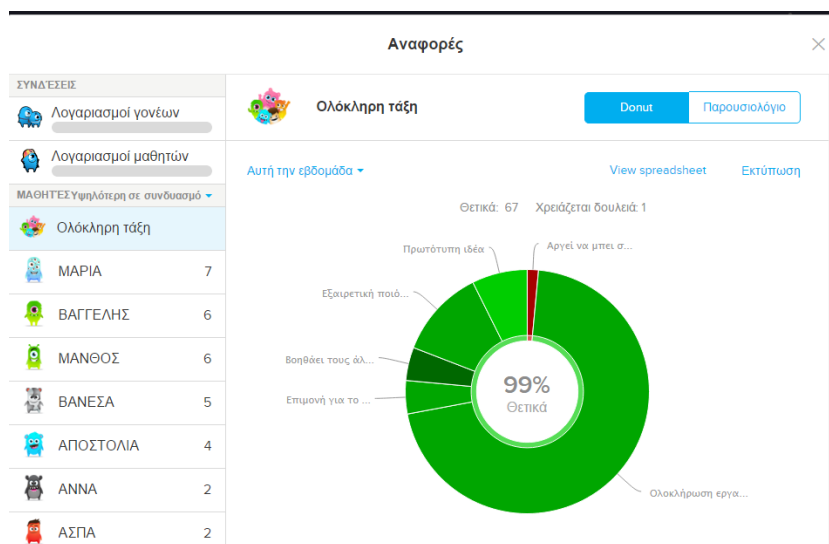 Αναφορές
ΣΥΝΔΈΣΕΙΣ
Λογαριασμοί γονέων
Λογαριασμοί μαθητών
ΜΑΘΗΤΈΣ Υψηλότερη σε συνδυασμό
Ολόκληρη τάξη
ΜΑΡΙΑ 7
ΒΑΓΓΕΛΗΣ 6
ΜΑΝΘΟΣ 6
ΒΑΝΕΣΑ 5
ΑΠΟΣΤΟΛΙΑ 4
ΑΝΝΑ 2
ΑΣΠΑ 2
Ολόκληρη τάξη
Donut Παρουσιολόγιο
Αυτή την εβδομάδα View spreadsheet Εκτύπωση
Θετικά: 67 Χρειάζεται δουλειά: 1
Πρωτότυπη ιδέα
Αργεί να μπει σ...
Εξαιρετική ποιό...
Βοηθάει τους άλ...
Επιμονή για το ...
99%
Θετικά
Ολοκλήρωση εργα...